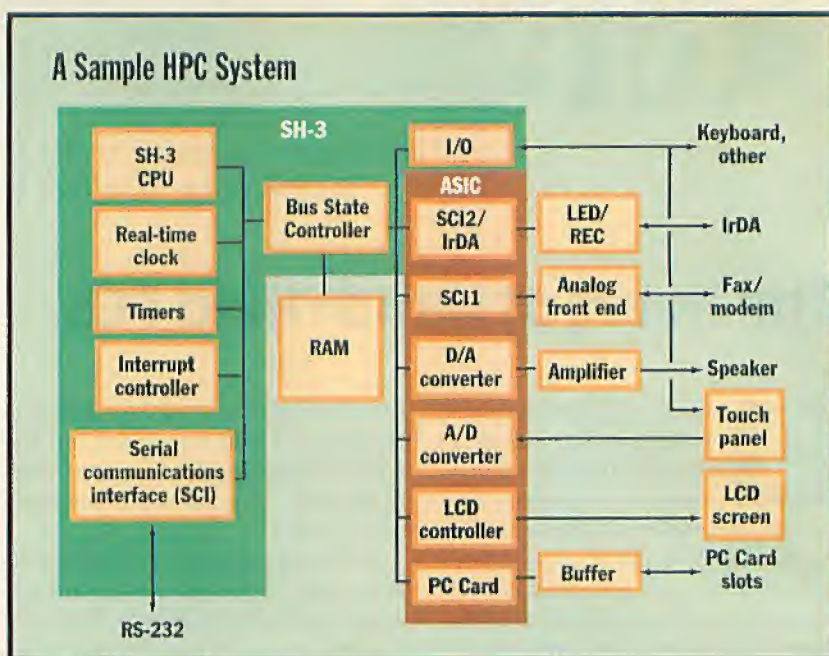 A Sample HPC System
SH-3
SH-3
CPU
Real-time
clock
Timers
Interrupt
controller
Serial
communications
interface (SCI)
RS-232
Bus State
Controller
RAM
I/O
ASIC
SCI2/
IrDA
SCI1
D/A
converter
A/D
converter
LCD
controller
PC Card
LED/
REC
Analog
front end
Amplifier
Buffer
Keyboard,
other
IrDA
Fax/
modem
Speaker
Touch
panel
LCD
screen
PC Card
slots